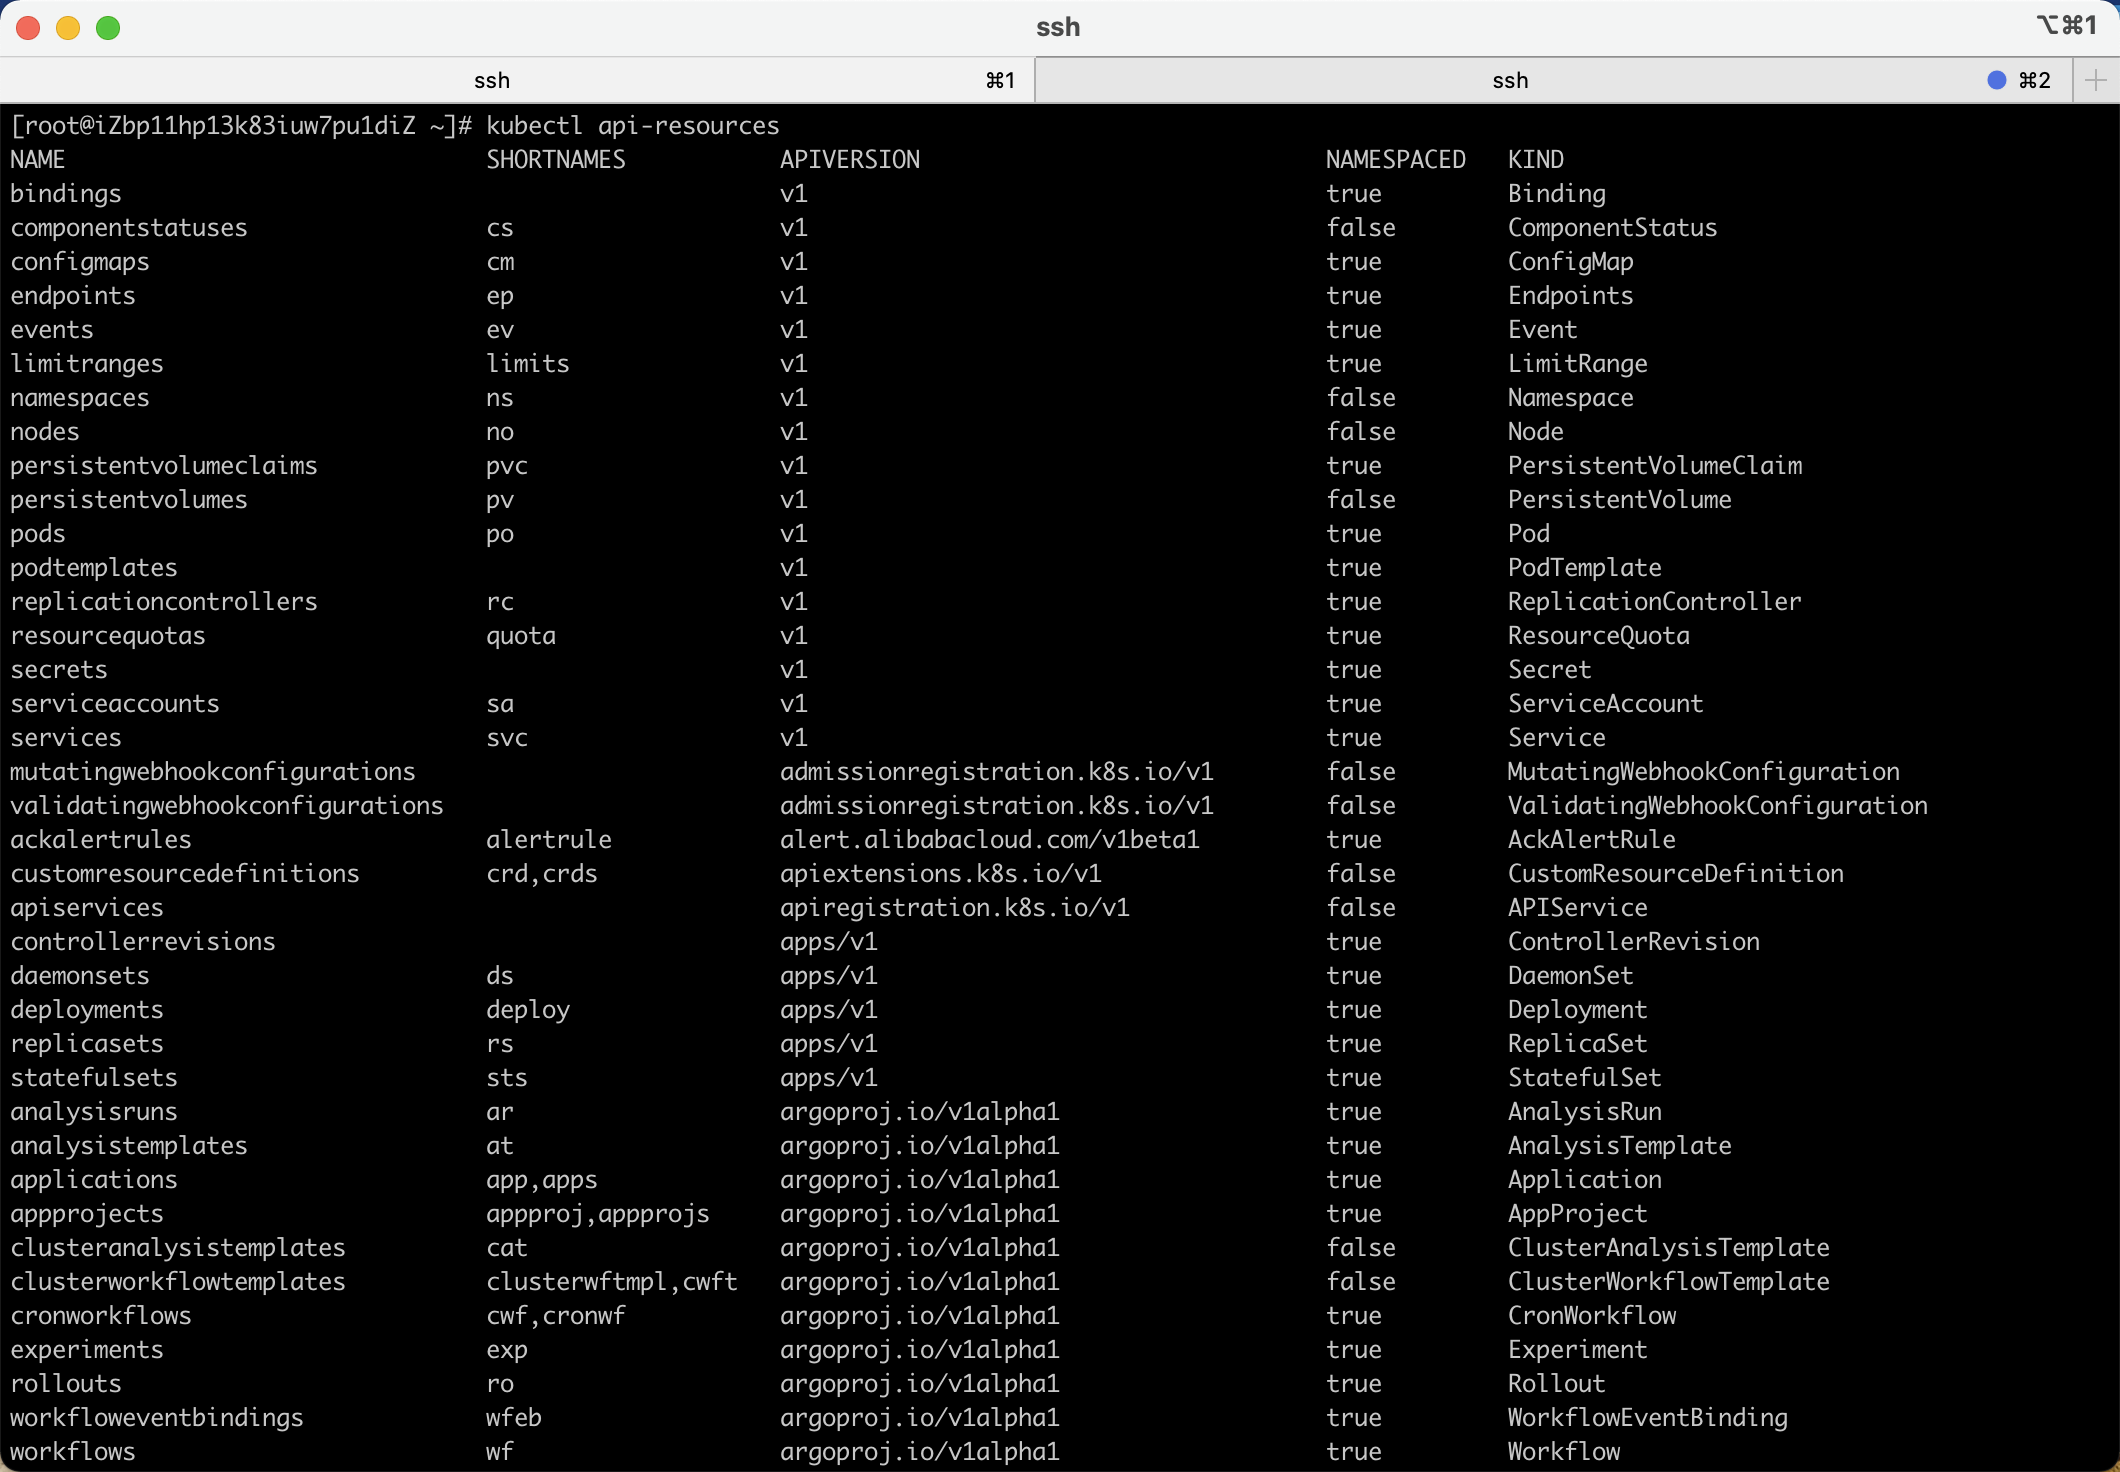 ssh ⌥⌘1
ssh ⌘1 ssh ⌘2
[root@iZbp11hp13k83iuw7pu1diZ ~]# kubectl api-resources
NAME SHORTNAMES APIVERSION NAMESPACED KIND
bindings v1 true Binding
componentstatuses cs v1 false ComponentStatus
configmaps cm v1 true ConfigMap
endpoints ep v1 true Endpoints
events ev v1 true Event
limitranges limits v1 true LimitRange
namespaces ns v1 false Namespace
nodes no v1 false Node
persistentvolumeclaims pvc v1 true PersistentVolumeClaim
persistentvolumes pv v1 false PersistentVolume
pods po v1 true Pod
podtemplates v1 true PodTemplate
replicationcontrollers rc v1 true ReplicationController
resourcequotas quota v1 true ResourceQuota
secrets v1 true Secret
serviceaccounts sa v1 true ServiceAccount
services svc v1 true Service
mutatingwebhookconfigurations admissionregistration.k8s.io/v1 false MutatingWebhookConfiguration
validatingwebhookconfigurations admissionregistration.k8s.io/v1 false ValidatingWebhookConfiguration
ackalertrules alertrule alert.alibabacloud.com/v1beta1 true AckAlertRule
customresourcedefinitions crd,crds apiextensions.k8s.io/v1 false CustomResourceDefinition
apiservices apiregistration.k8s.io/v1 false APIService
controllerrevisions apps/v1 true ControllerRevision
daemonsets ds apps/v1 true DaemonSet
deployments deploy apps/v1 true Deployment
replicasets rs apps/v1 true ReplicaSet
statefulsets sts apps/v1 true StatefulSet
analysisruns ar argoproj.io/v1alpha1 true AnalysisRun
analysistemplates at argoproj.io/v1alpha1 true AnalysisTemplate
applications app,apps argoproj.io/v1alpha1 true Application
appprojects appproj,appprojs argoproj.io/v1alpha1 true AppProject
clusteranalysistemplates cat argoproj.io/v1alpha1 false ClusterAnalysisTemplate
clusterworkflowtemplates clusterwftmpl,cwft argoproj.io/v1alpha1 false ClusterWorkflowTemplate
cronworkflows cwf,cronwf argoproj.io/v1alpha1 true CronWorkflow
experiments exp argoproj.io/v1alpha1 true Experiment
rollouts ro argoproj.io/v1alpha1 true Rollout
workfloweventbindings wfeb argoproj.io/v1alpha1 true WorkflowEventBinding
workflows wf argoproj.io/v1alpha1 true Workflow